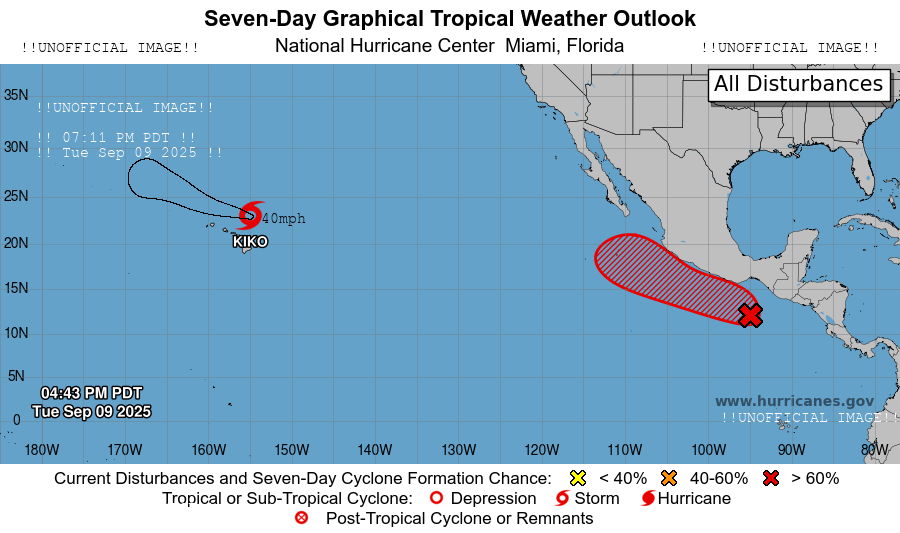 Seven-Day Graphical Tropical Weather Outlook
!!UNOFFICIAL IMAGE!! National Hurricane Center Miami, Florida !!UNOFFICIAL IMAGE!!
All Disturbances
35N
!!UNOFFICIAL IMAGE!!
!! 07:11 PM PDT !!
30N
!! Tue Sep 09 2025 !!
25N
40mph
KIKO
20N
15N
10N
5N
04:43 PM PDT
Tue Sep 09 2025
www.hurricanes.gov
!!UNOFFICIAL IMAGE!!
0
180W 170W 160W 150W 140W 130W 120W 110W 100W 90W 80W
Current Disturbances and Seven-Day Cyclone Formation Chance: < 40% 40-60% > 60%
Tropical or Sub-Tropical Cyclone: Depression Storm Hurricane
Post-Tropical Cyclone or Remnants